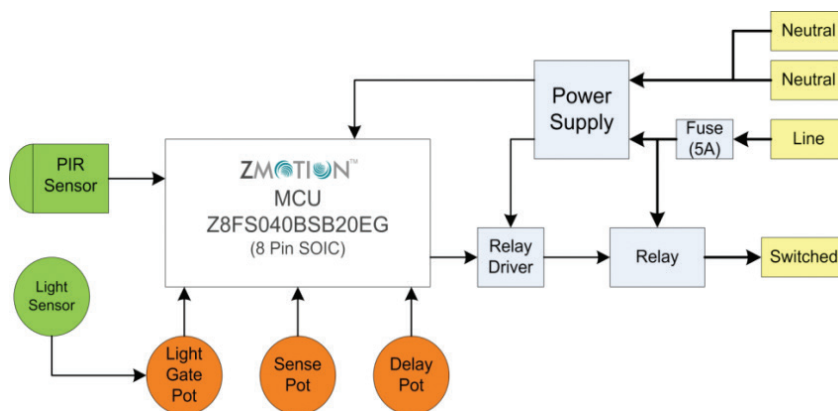 Neutral
Neutral
Power
Supply
Fuse
(5A)
Line
PIR
Sensor
ZMOTION™
MCU
Z8FS040BSB20EG
(8 Pin SOIC)
Relay
Driver
Relay
Switched
Light
Sensor
Light
Gate
Pot
Sense
Pot
Delay
Pot